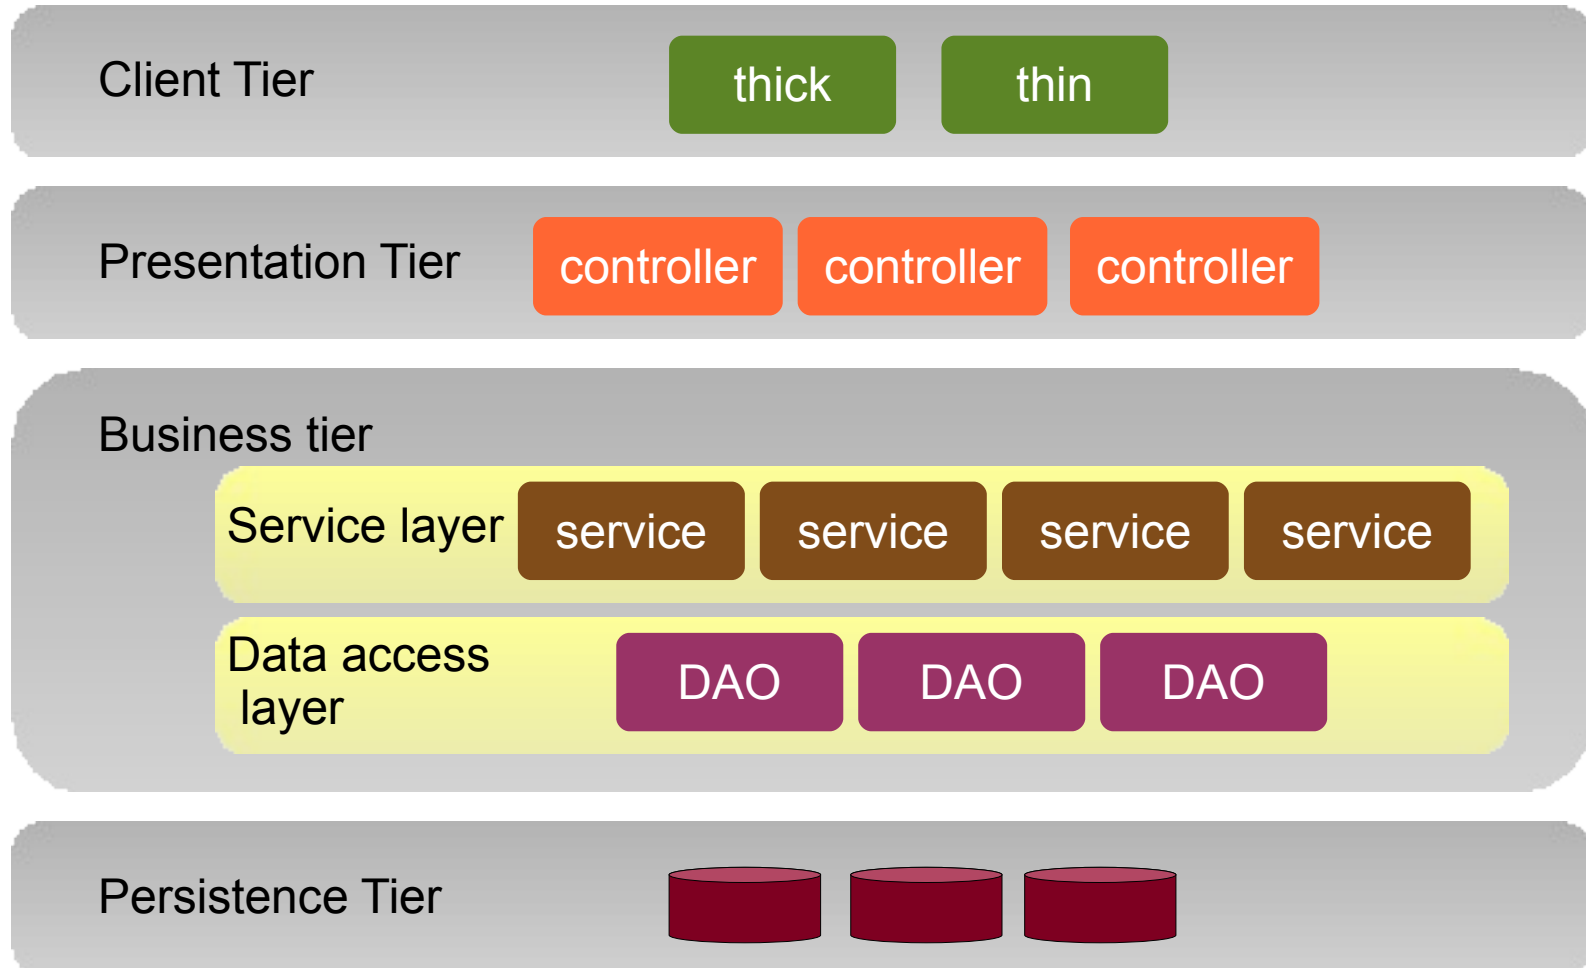 Client Tier
thick
thin
Presentation Tier
controller
controller
controller
Business tier
Service layer
service
service
service
service
Data access
layer
DAO
DAO
DAO
Persistence Tier